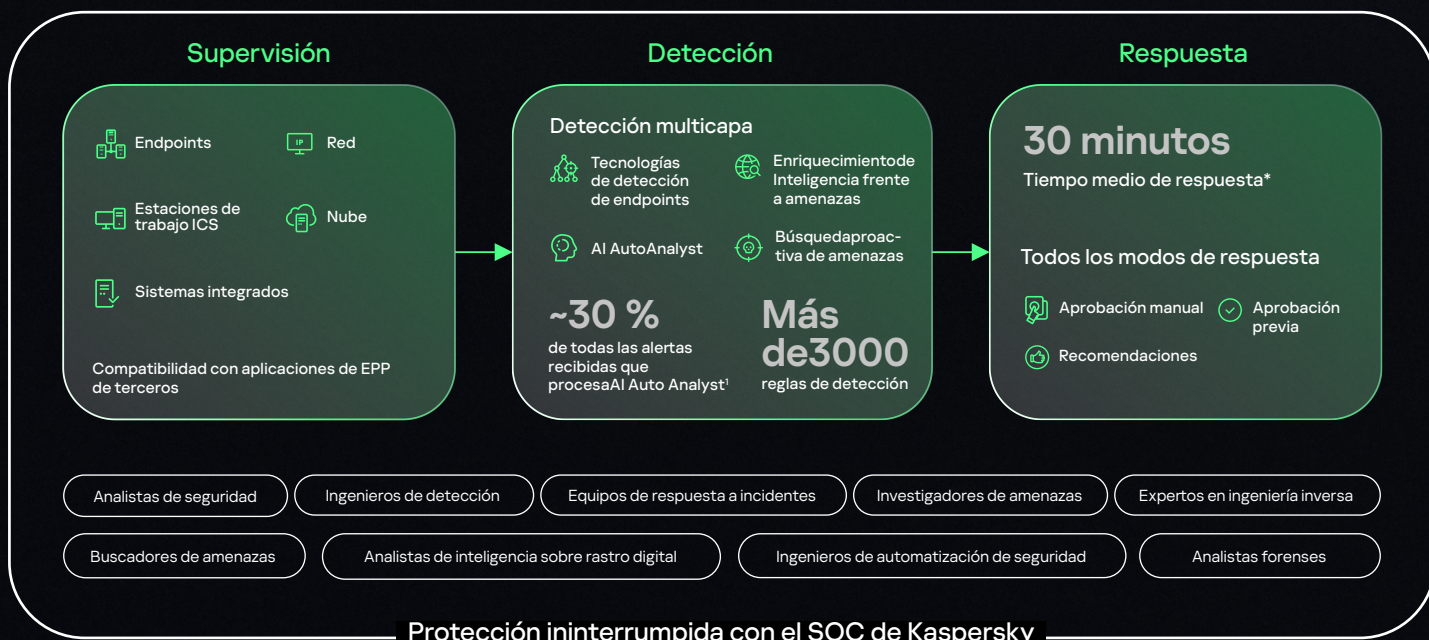 Supervisión
Detección
Respuesta
Endpoints
IP
Red
Estaciones de
trabajo ICS
Nube
Sistemas integrados
Compatibilidad con aplicaciones de EPP
de terceros
Detección multicapa
Tecnologías
de detección
de endpoints
Enriquecimientode
Inteligencia frente
a amenazas
AI AutoAnalyst
Búsquedaproac-
tiva de amenazas
~30 %
de todas las alertas
recibidas que
procesaAI Auto Analyst¹
Más
de3000
reglas de detección
30 minutos
Tiempo medio de respuesta*
Todos los modos de respuesta
Aprobación manual
Aprobación
previa
Recomendaciones
Analistas de seguridad
Ingenieros de detección
Equipos de respuesta a incidentes
Investigadores de amenazas
Expertos en ingeniería inversa
Buscadores de amenazas
Analistas de inteligencia sobre rastro digital
Ingenieros de automatización de seguridad
Analistas forenses
Protección ininterrumpida con el SOC de Kaspersky